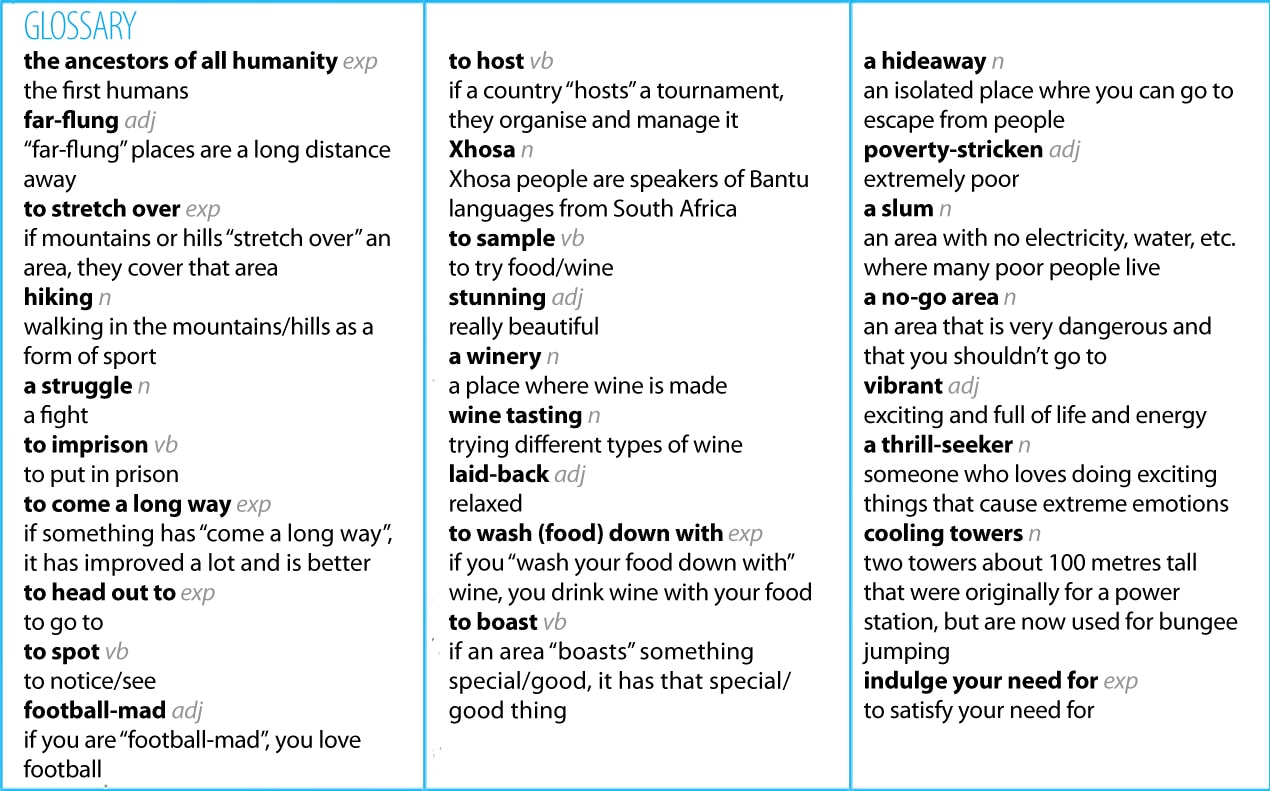 GLOSSARY
the ancestors of all humanity exp
the first humans
far-flung adj
“far-flung” places are a long distance
away
to stretch over exp
if mountains or hills “stretch over” an
area, they cover that area
hiking n
walking in the mountains/hills as a
form of sport
a struggle n
a fight
to imprison vb
to put in prison
to come a long way exp
if something has “come a long way”,
it has improved a lot and is better
to head out to exp
to go to
to spot vb
to notice/see
football-mad adj
if you are “football-mad”, you love
football
to host vb
if a country “hosts” a tournament,
they organise and manage it
Xhosa n
Xhosa people are speakers of Bantu
languages from South Africa
to sample vb
to try food/wine
stunning adj
really beautiful
a winery n
a place where wine is made
wine tasting n
trying different types of wine
laid-back adj
relaxed
to wash (food) down with exp
if you “wash your food down with”
wine, you drink wine with your food
to boast vb
if an area “boasts” something
special/good, it has that special/
good thing
a hideaway n
an isolated place whre you can go to
escape from people
poverty-stricken adj
extremely poor
a slum n
an area with no electricity, water, etc.
where many poor people live
a no-go area n
an area that is very dangerous and
that you shouldn’t go to
vibrant adj
exciting and full of life and energy
a thrill-seeker n
someone who loves doing exciting
things that cause extreme emotions
cooling towers n
two towers about 100 metres tall
that were originally for a power
station, but are now used for bungee
jumping
indulge your need for exp
to satisfy your need for